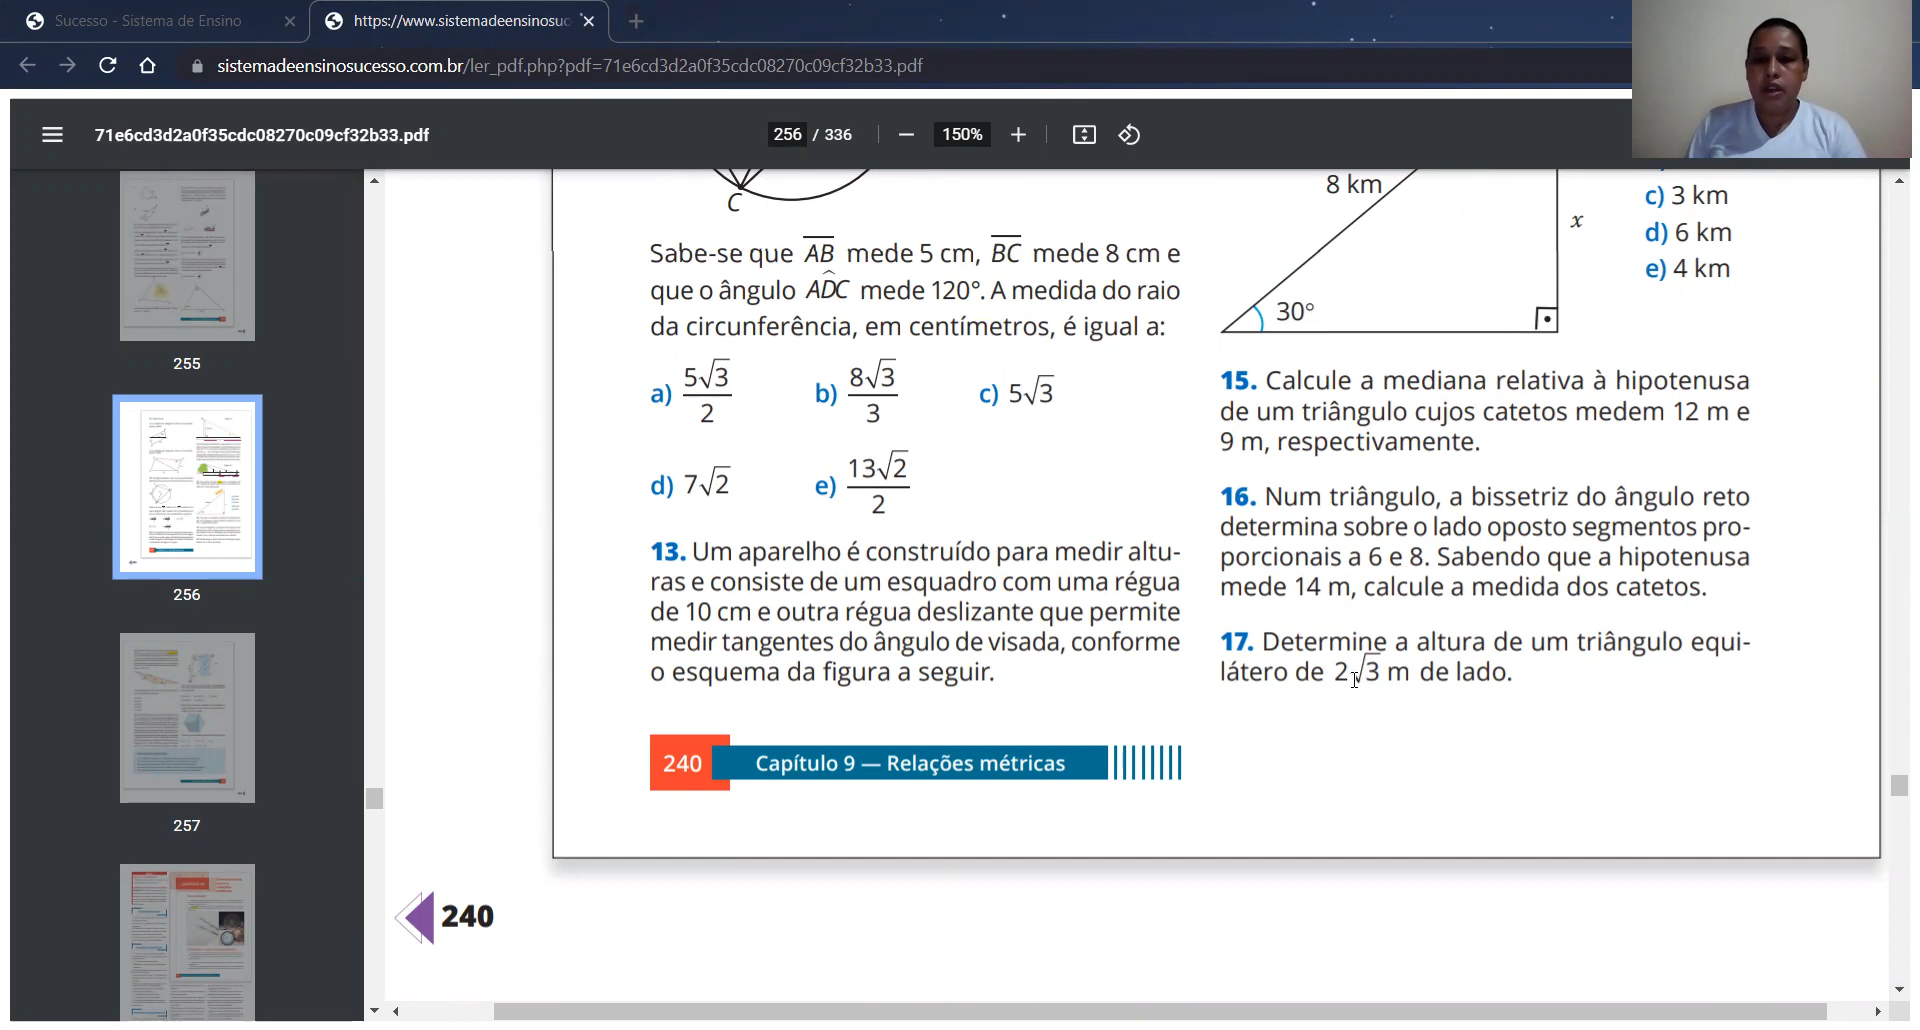 Sucesso - Sistema de Ensino
https://www.sistemadeensinosuc
sistemadeensinosucesso.com.br/ler_pdf.php?pdf=71e6cd3d2a0f35cdc08270c09cf32b33.pdf
71e6cd3d2a0f35cdc08270c09cf32b33.pdf
256 / 336
150%
255
256
257
C
Sabe-se que AB mede 5 cm, BC mede 8 cm e
que o ângulo ADC mede 120°. A medida do raio
da circunferência, em centímetros, é igual a:
a) 5√3/2 b) 8√3/3 c) 5√3
d) 7√2 e) 13√2/2
13. Um aparelho é construído para medir altu-
ras e consiste de um esquadro com uma régua
de 10 cm e outra régua deslizante que permite
medir tangentes do ângulo de visada, conforme
o esquema da figura a seguir.
240 Capítulo 9 — Relações métricas
8 km
x
30°
c) 3 km
d) 6 km
e) 4 km
15. Calcule a mediana relativa à hipotenusa
de um triângulo cujos catetos medem 12 m e
9 m, respectivamente.
16. Num triângulo, a bissetriz do ângulo reto
determina sobre o lado oposto segmentos pro-
porcionais a 6 e 8. Sabendo que a hipotenusa
mede 14 m, calcule a medida dos catetos.
17. Determine a altura de um triângulo equi-
látero de 2√3 m de lado.
240